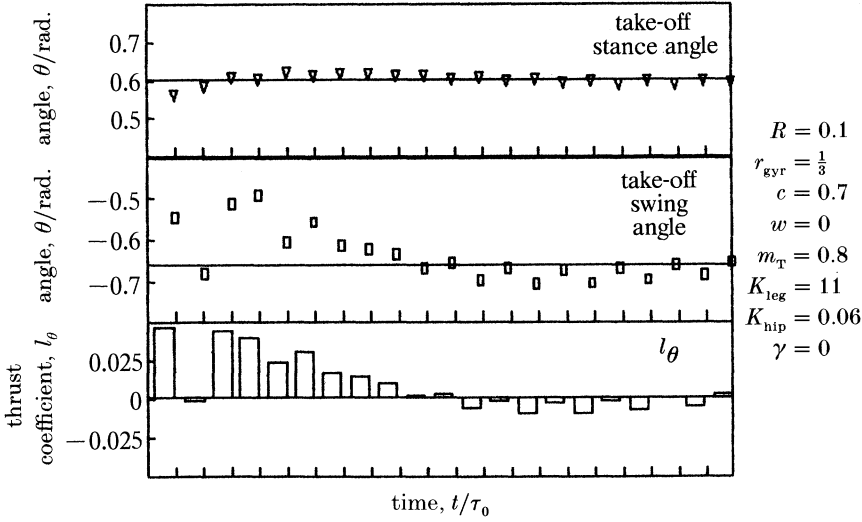 take-off
stance angle
0.7
0.6
0.5
angle, θ/rad.
take-off
swing
angle
−0.5
−0.6
−0.7
angle, θ/rad.
l_θ
0.025
0
−0.025
thrust
coefficient, l_θ
time, t/τ₀
R = 0.1
r_gyr = 1/3
c = 0.7
w = 0
m_T = 0.8
K_leg = 11
K_hip = 0.06
γ = 0